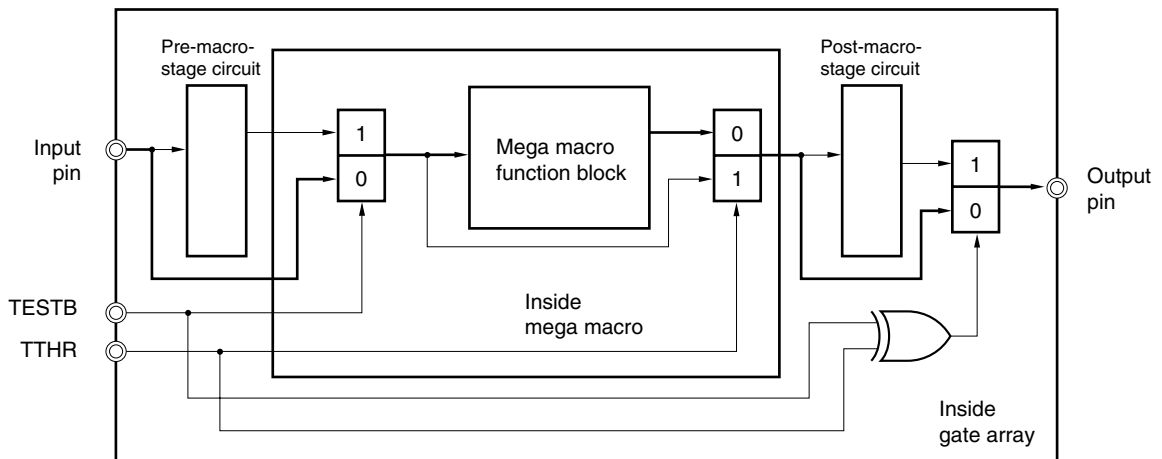 Pre-macro-
stage circuit
Post-macro-
stage circuit
Input
pin
1
0
Mega macro
function block
0
1
1
0
Output
pin
TESTB
TTHR
Inside
mega macro
Inside
gate array